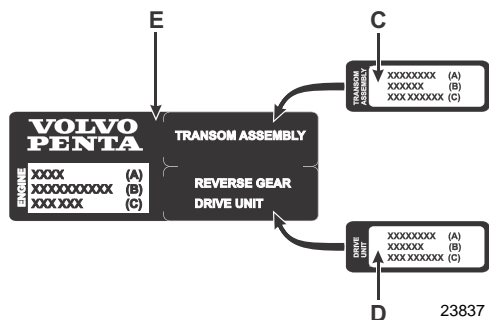 E
C
VOLVO
PENTA
ENGINE
XXXX (A)
XXXXXXXXXXX (B)
XXX XXX (C)
TRANSOM ASSEMBLY
REVERSE GEAR
DRIVE UNIT
TRANSOM
ASSEMBLY
XXXXXXXX (A)
XXXXXX (B)
XXX XXXXXX (C)
DRIVE
UNIT
XXXXXXXX (A)
XXXXXX (B)
XXX XXXXXX (C)
D
23837